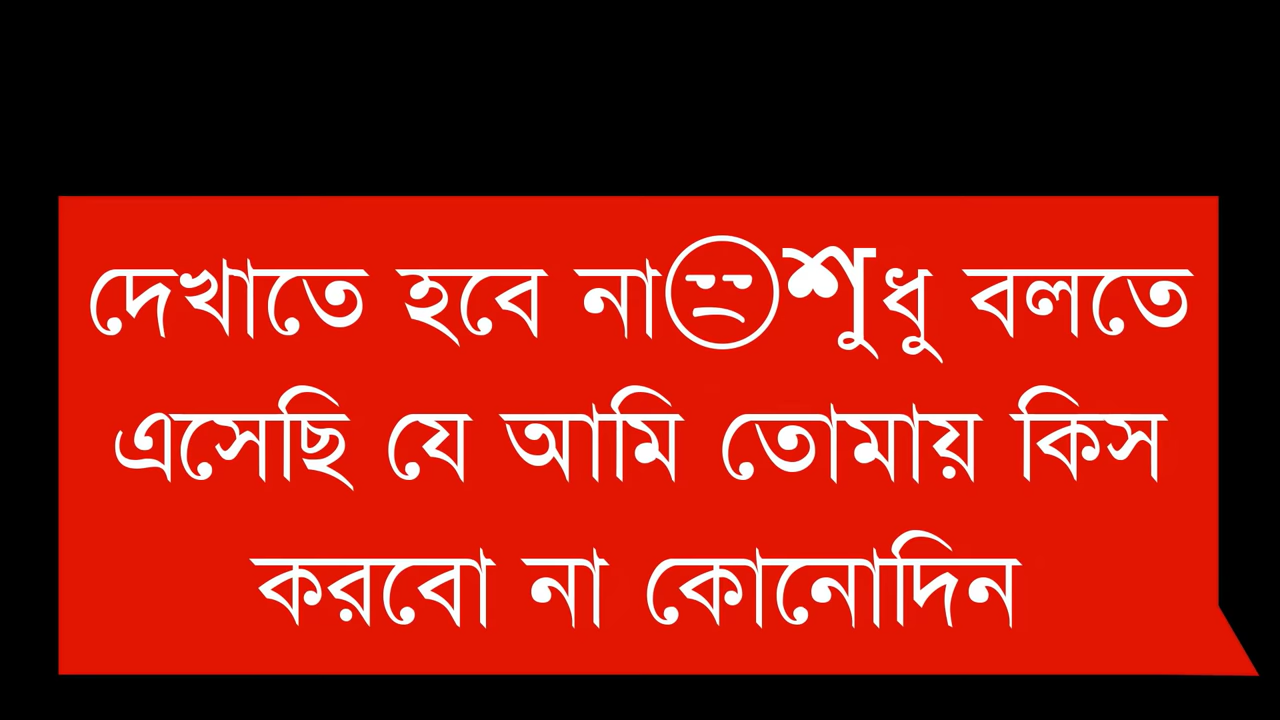 দেখাতে হবে না😒শুধু বলতে
এসেছি যে আমি তোমায় কিস
করবো না কোনোদিন